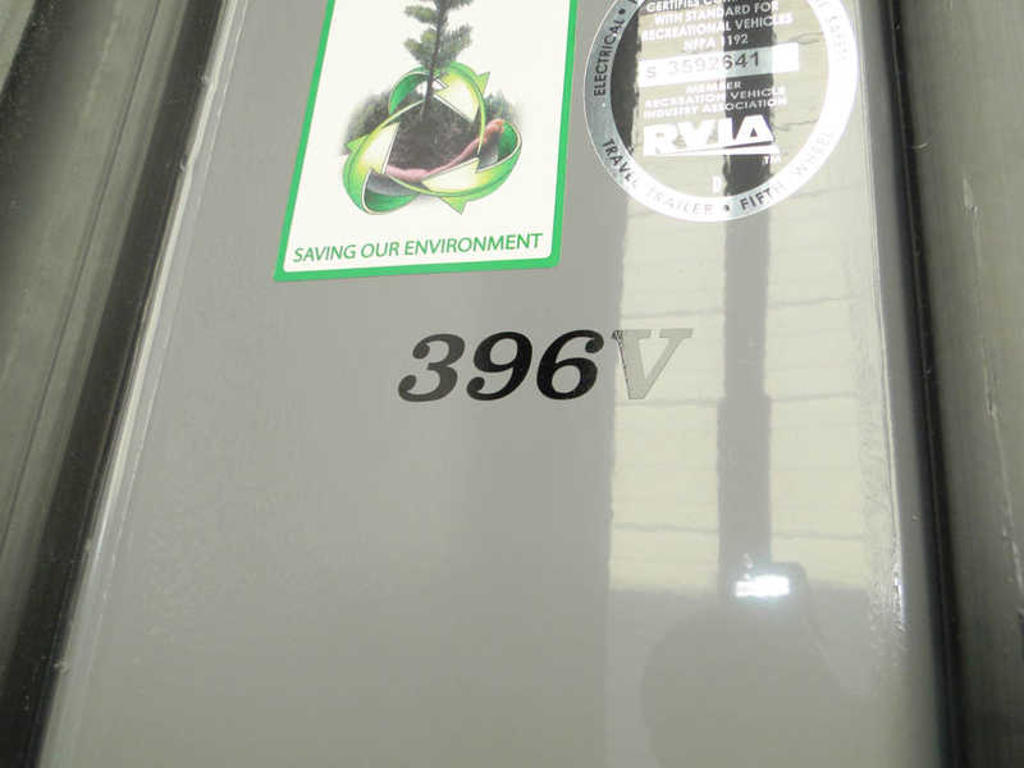 SAVING OUR ENVIRONMENT
ELECTRICAL •
WITH STANDARD FOR
RECREATIONAL VEHICLES
NFPA 1192
S 3592641
MEMBER
RECREATION VEHICLE
INDUSTRY ASSOCIATION
RVIA
TM
TRAVEL TRAILER • FIFTH WHEEL
396V